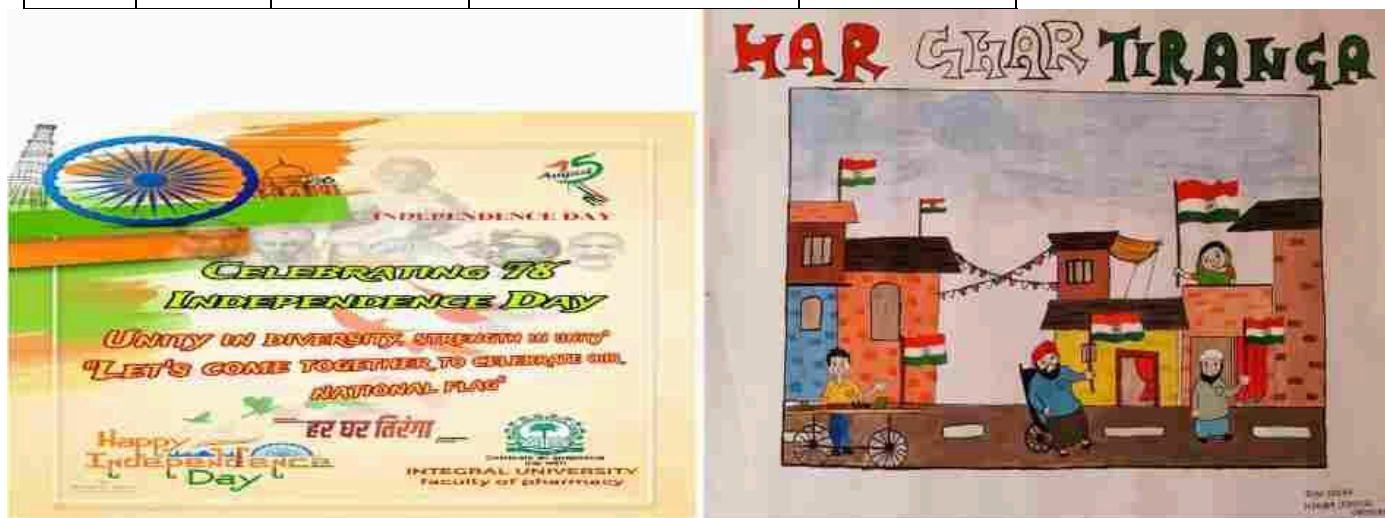 15
August
INDEPENDENCE DAY
CELEBRATING 78
INDEPENDENCE DAY
UNITY IN DIVERSITY, STRENGTH IN UNITY"
"LET'S COME TOGETHER TO CELEBRATE OUR
NATIONAL FLAG"
हर घर तिरंगा
Happy
Independence
Day
INTEGRAL UNIVERSITY
faculty of pharmacy
HAR GHAR TIRANGA